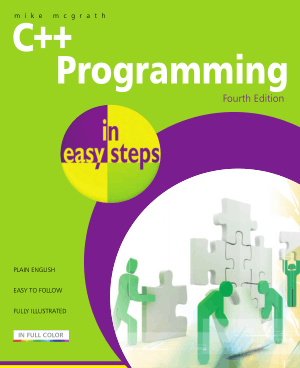 mike mcgrath
C++
Programming
Fourth Edition
in
easy steps
PLAIN ENGLISH
EASY TO FOLLOW
FULLY ILLUSTRATED
IN FULL COLOR